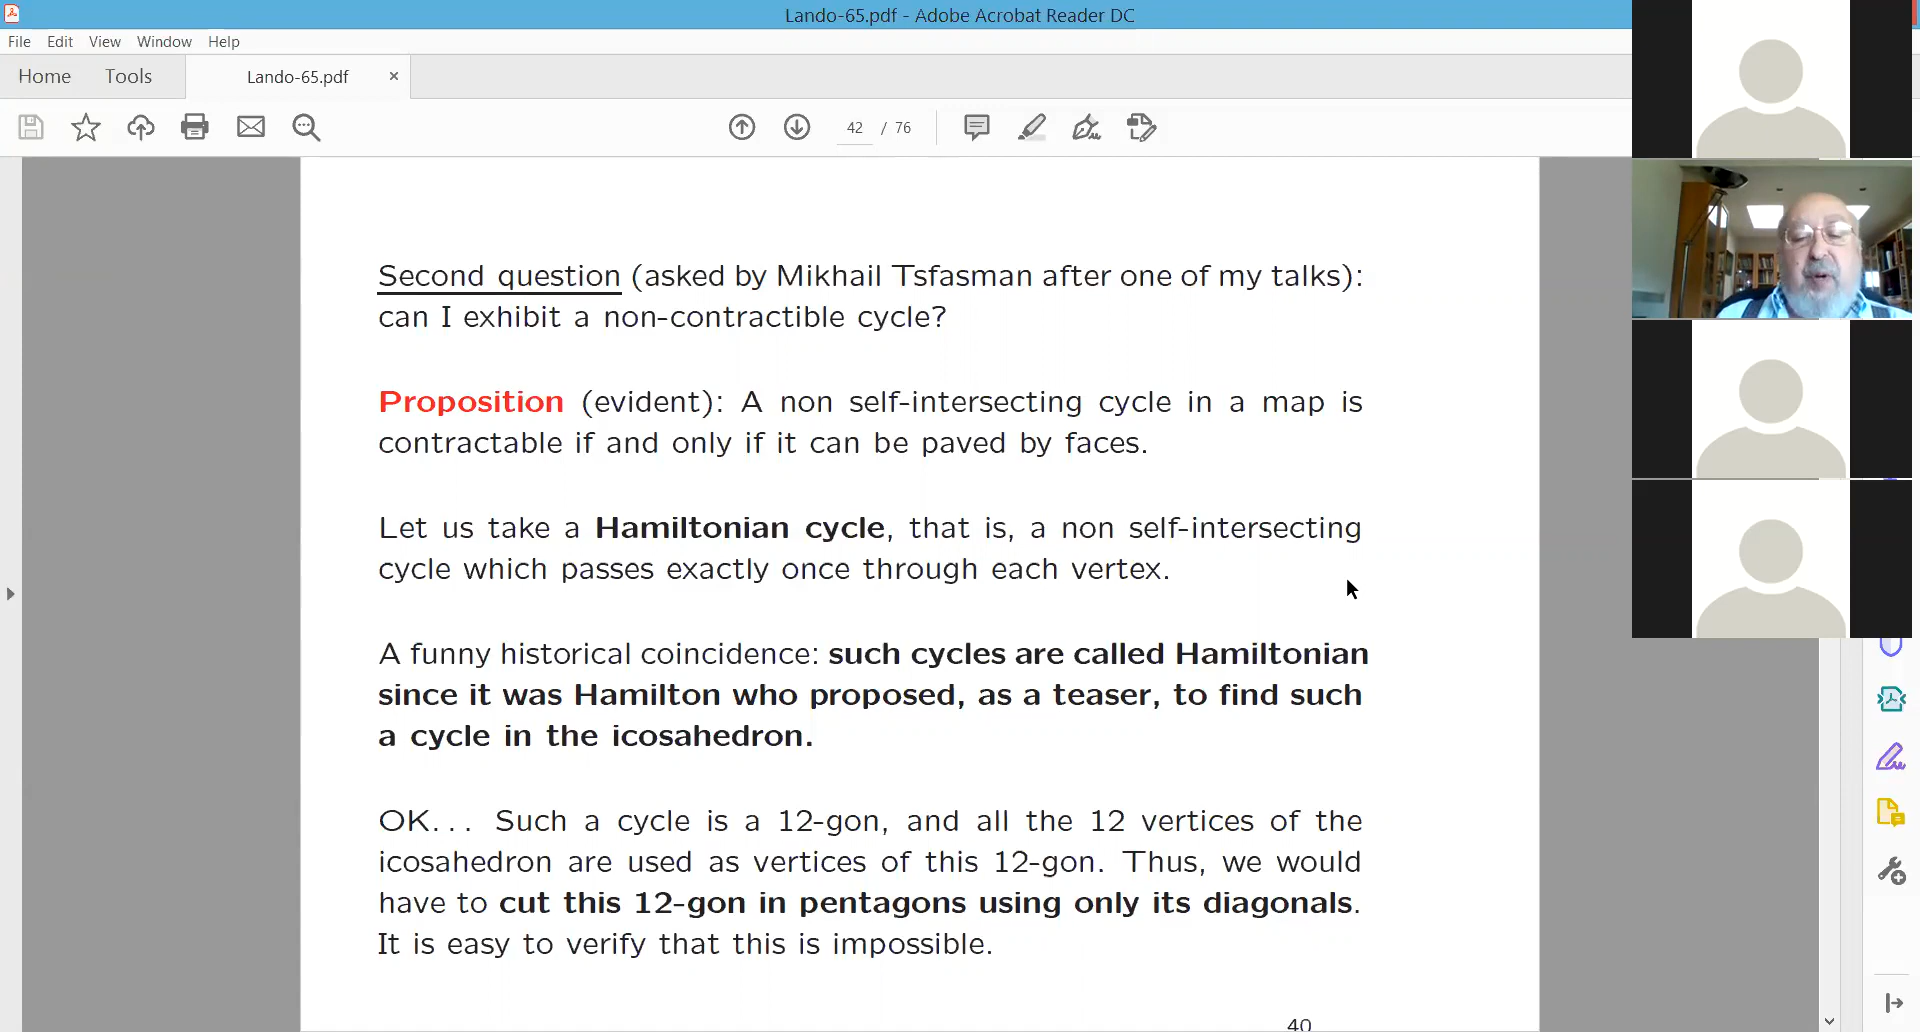 Lando-65.pdf - Adobe Acrobat Reader DC
File Edit View Window Help
Home Tools Lando-65.pdf ×
42 / 76
Second question (asked by Mikhail Tsfasman after one of my talks):
can I exhibit a non-contractible cycle?
Proposition (evident): A non self-intersecting cycle in a map is
contractable if and only if it can be paved by faces.
Let us take a Hamiltonian cycle, that is, a non self-intersecting
cycle which passes exactly once through each vertex.
A funny historical coincidence: such cycles are called Hamiltonian
since it was Hamilton who proposed, as a teaser, to find such
a cycle in the icosahedron.
OK... Such a cycle is a 12-gon, and all the 12 vertices of the
icosahedron are used as vertices of this 12-gon. Thus, we would
have to cut this 12-gon in pentagons using only its diagonals.
It is easy to verify that this is impossible.
40